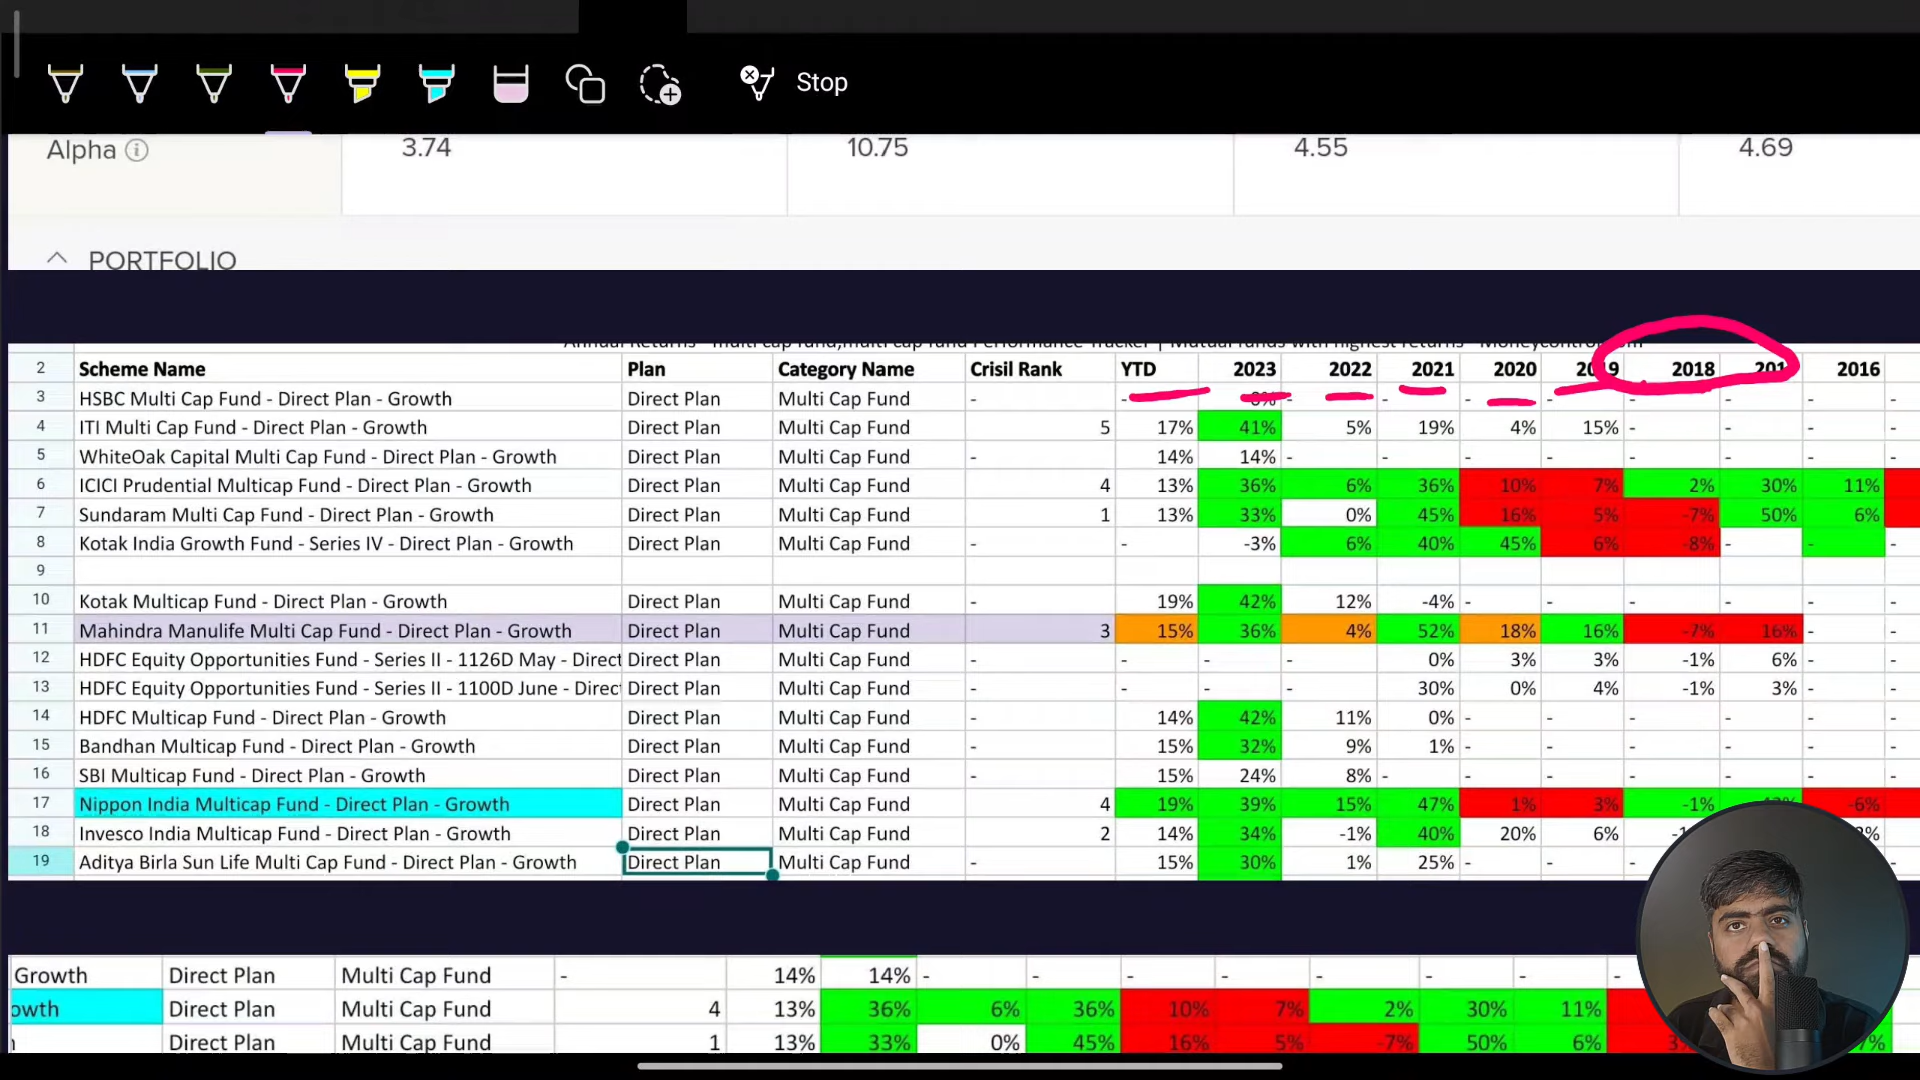 Stop
Alpha 3.74 10.75 4.55 4.69
PORTFOLIO
2 Scheme Name Plan Category Name Crisil Rank YTD 2023 2022 2021 2020 2019 2018 201 2016
3 HSBC Multi Cap Fund - Direct Plan - Growth Direct Plan Multi Cap Fund - - 0% - - - - - - -
4 ITI Multi Cap Fund - Direct Plan - Growth Direct Plan Multi Cap Fund 5 17% 41% 5% 19% 4% 15% - - - -
5 WhiteOak Capital Multi Cap Fund - Direct Plan - Growth Direct Plan Multi Cap Fund - 14% 14% - - - - - - - -
6 ICICI Prudential Multicap Fund - Direct Plan - Growth Direct Plan Multi Cap Fund 4 13% 36% 6% 36% 10% 7% 2% 30% 11%
7 Sundaram Multi Cap Fund - Direct Plan - Growth Direct Plan Multi Cap Fund 1 13% 33% 0% 45% 16% 5% -7% 50% 6%
8 Kotak India Growth Fund - Series IV - Direct Plan - Growth Direct Plan Multi Cap Fund - - -3% 6% 40% 45% 6% -8% - - -
9
10 Kotak Multicap Fund - Direct Plan - Growth Direct Plan Multi Cap Fund - 19% 42% 12% -4% - - - - - -
11 Mahindra Manulife Multi Cap Fund - Direct Plan - Growth Direct Plan Multi Cap Fund 3 15% 36% 4% 52% 18% 16% -7% 16% - -
12 HDFC Equity Opportunities Fund - Series II - 1126D May - Direct Direct Plan Multi Cap Fund - - - - 0% 3% 3% -1% 6% - -
13 HDFC Equity Opportunities Fund - Series II - 1100D June - Direc Direct Plan Multi Cap Fund - - - - 30% 0% 4% -1% 3% - -
14 HDFC Multicap Fund - Direct Plan - Growth Direct Plan Multi Cap Fund - 14% 42% 11% 0% - - - - - -
15 Bandhan Multicap Fund - Direct Plan - Growth Direct Plan Multi Cap Fund - 15% 32% 9% 1% - - - - - -
16 SBI Multicap Fund - Direct Plan - Growth Direct Plan Multi Cap Fund - 15% 24% 8% - - - - - - -
17 Nippon India Multicap Fund - Direct Plan - Growth Direct Plan Multi Cap Fund 4 19% 39% 15% 47% 1% 3% -1% -6%
18 Invesco India Multicap Fund - Direct Plan - Growth Direct Plan Multi Cap Fund 2 14% 34% -1% 40% 20% 6%
19 Aditya Birla Sun Life Multi Cap Fund - Direct Plan - Growth Direct Plan Multi Cap Fund - 15% 30% 1% 25% - - - -
Growth Direct Plan Multi Cap Fund - 14% 14% - - - - - - - -
owth Direct Plan Multi Cap Fund 4 13% 36% 6% 36% 10% 7% 2% 30% 11%
Direct Plan Multi Cap Fund 1 13% 33% 0% 45% 16% 5% -7% 50% 6%